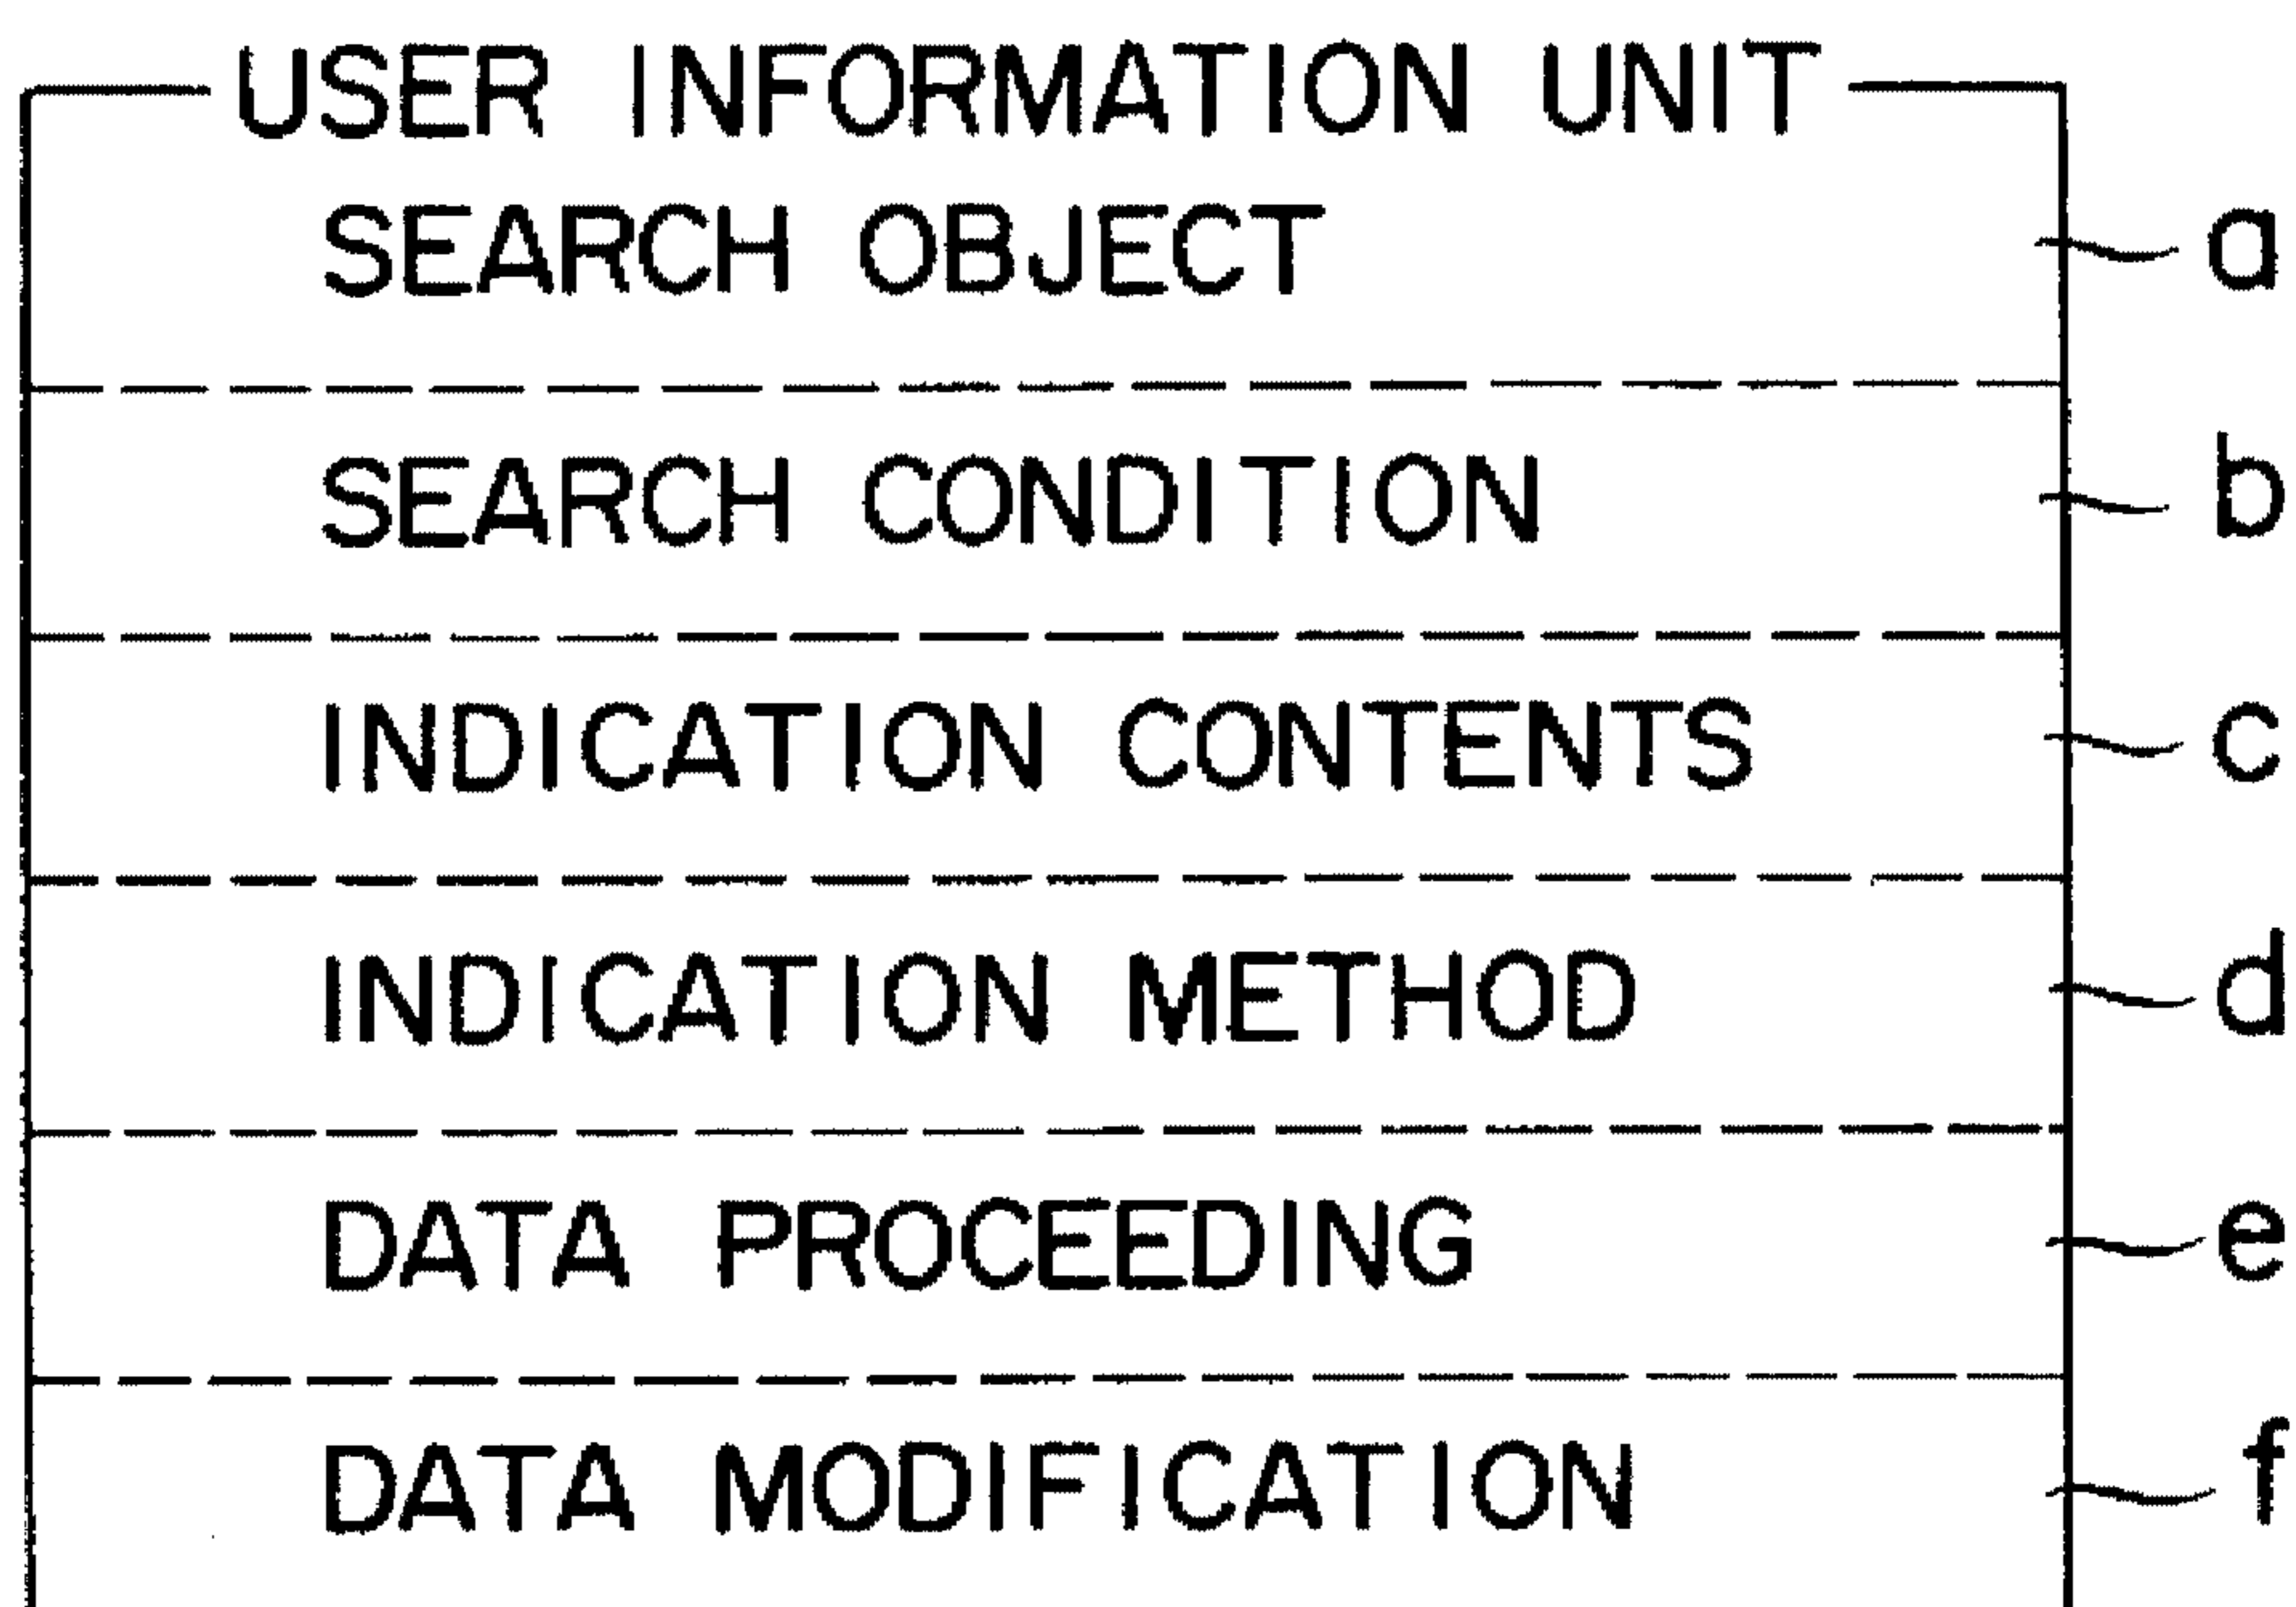 USER INFORMATION UNIT
SEARCH OBJECT a
SEARCH CONDITION b
INDICATION CONTENTS c
INDICATION METHOD d
DATA PROCEEDING e
DATA MODIFICATION f